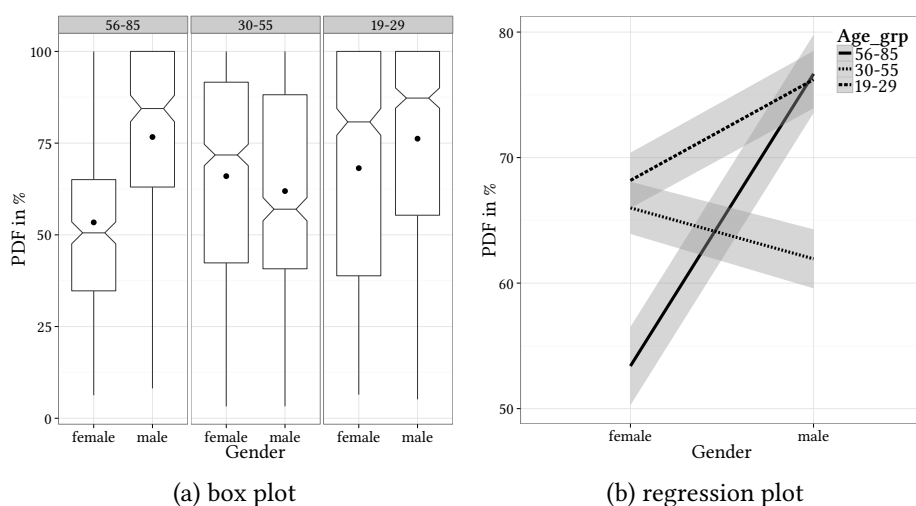 56-85 30-55 19-29
100
75
50
25
0
PDF in %
female male female male female male
Gender
(a) box plot
80
70
60
50
PDF in %
Age_grp
56-85
30-55
19-29
female male
Gender
(b) regression plot